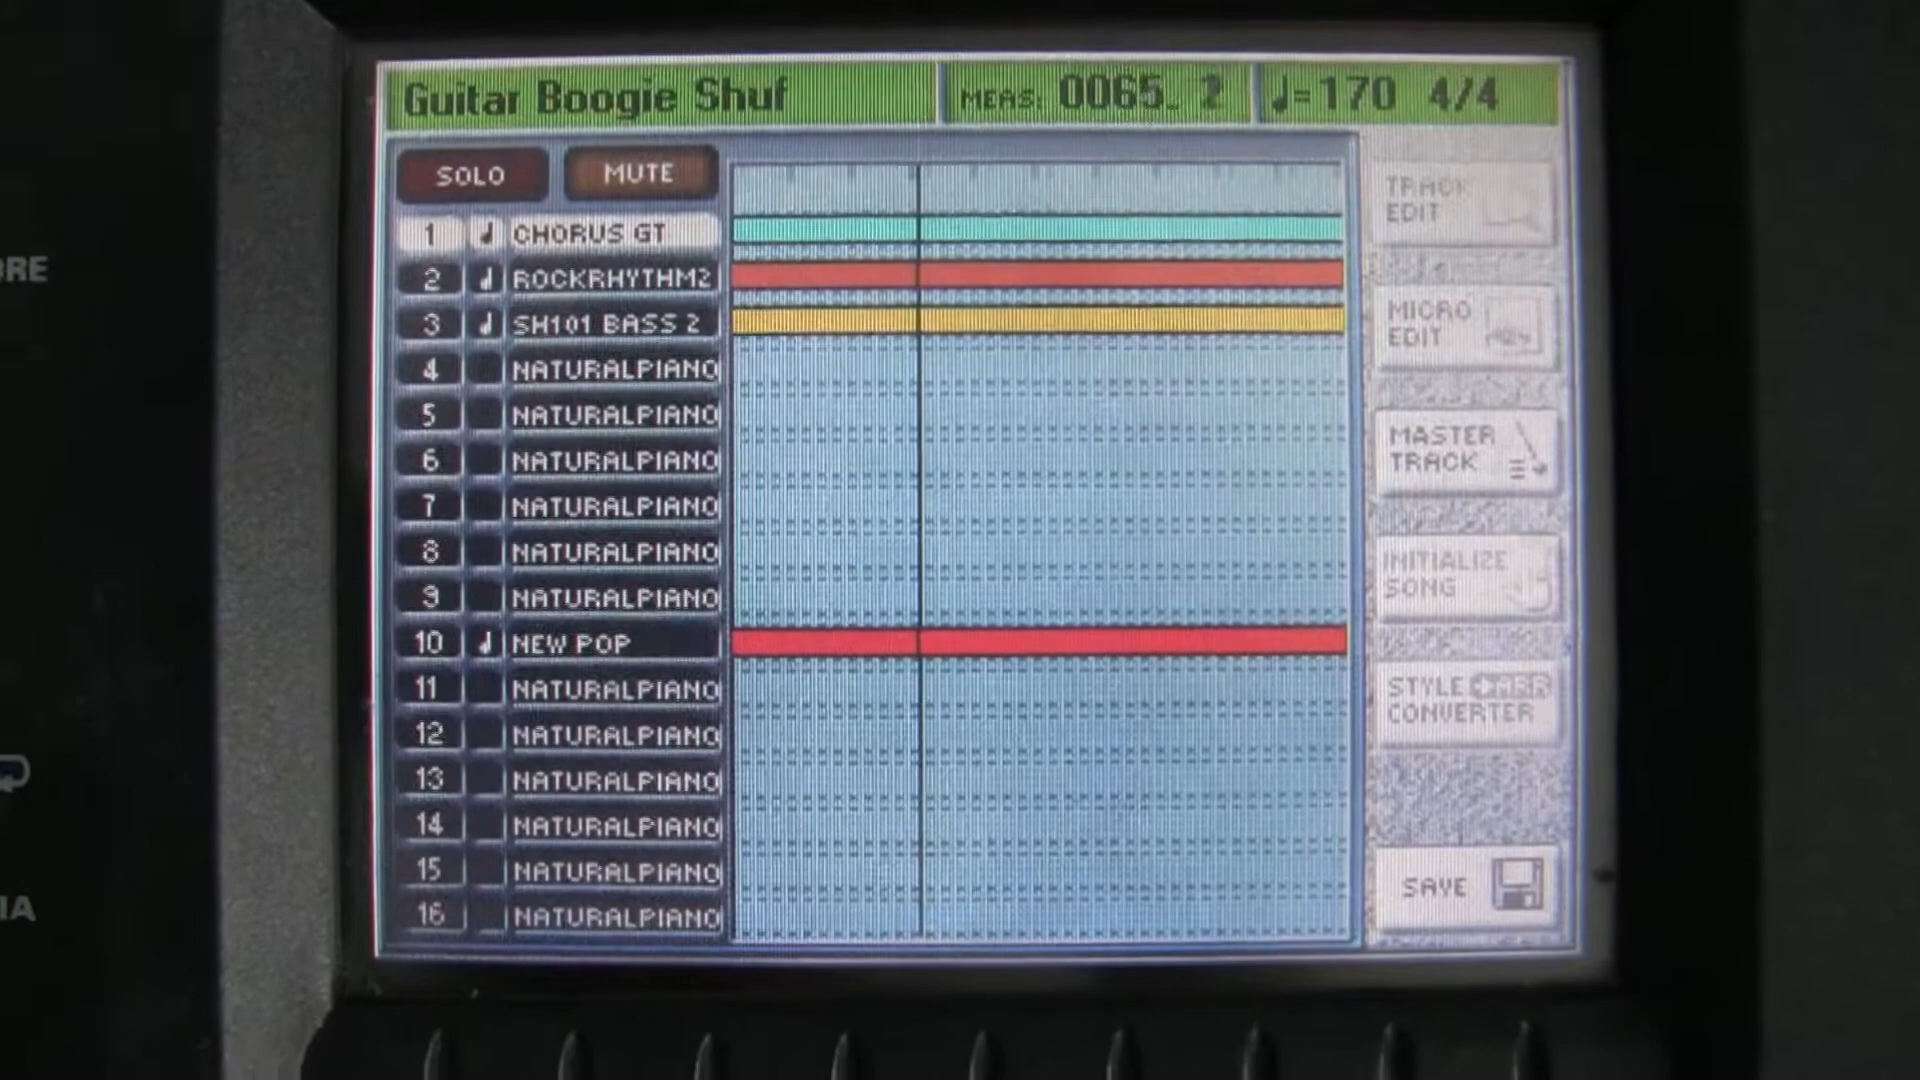 Guitar Boogie Shuf MEAS: 0065. 2 ♩=170 4/4
SOLO MUTE
1 ♩ CHORUS GT
2 ♩ ROCKRHYTHM2
3 ♩ SH101 BASS 2
4 NATURALPIANO
5 NATURALPIANO
6 NATURALPIANO
7 NATURALPIANO
8 NATURALPIANO
9 NATURALPIANO
10 ♩ NEW POP
11 NATURALPIANO
12 NATURALPIANO
13 NATURALPIANO
14 NATURALPIANO
15 NATURALPIANO
16 NATURALPIANO
TRACK
EDIT
MICRO
EDIT
MASTER
TRACK
INITIALIZE
SONG
STYLE
CONVERTER
SAVE